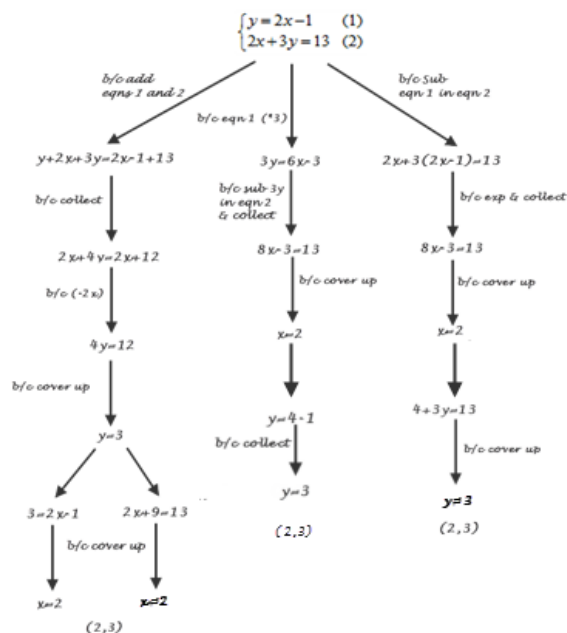 y=2x-1 (1)
2x+3y=13 (2)
b/c add
eqns 1 and 2
b/c eqn 1 (*3)
b/c sub
eqn 1 in eqn 2
y+2x+3y=2x-1+13
3y=6x-3
2x+3(2x-1)=13
b/c collect
b/c sub 3y
in eqn 2
& collect
b/c exp & collect
2x+4y=2x+12
8x-3=13
8x-3=13
b/c (-2x)
b/c cover up
b/c cover up
4y=12
x=2
x=2
b/c cover up
y=4-1
4+3y=13
y=3
b/c collect
b/c cover up
3=2x-1
2x+9=13
y=3
y=3
b/c cover up
(2,3)
(2,3)
x=2
x=2
(2,3)